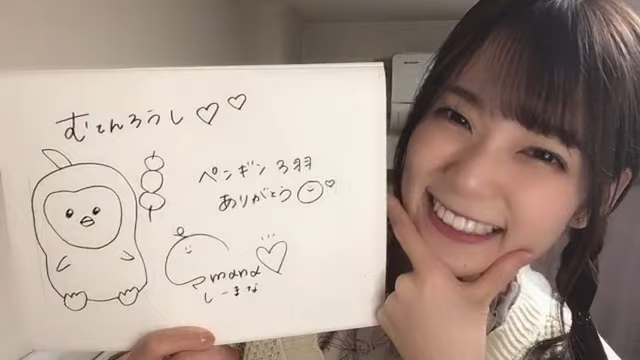 むてんろうし♡♡
ペンギン3羽
ありがとう
mana
しーまな